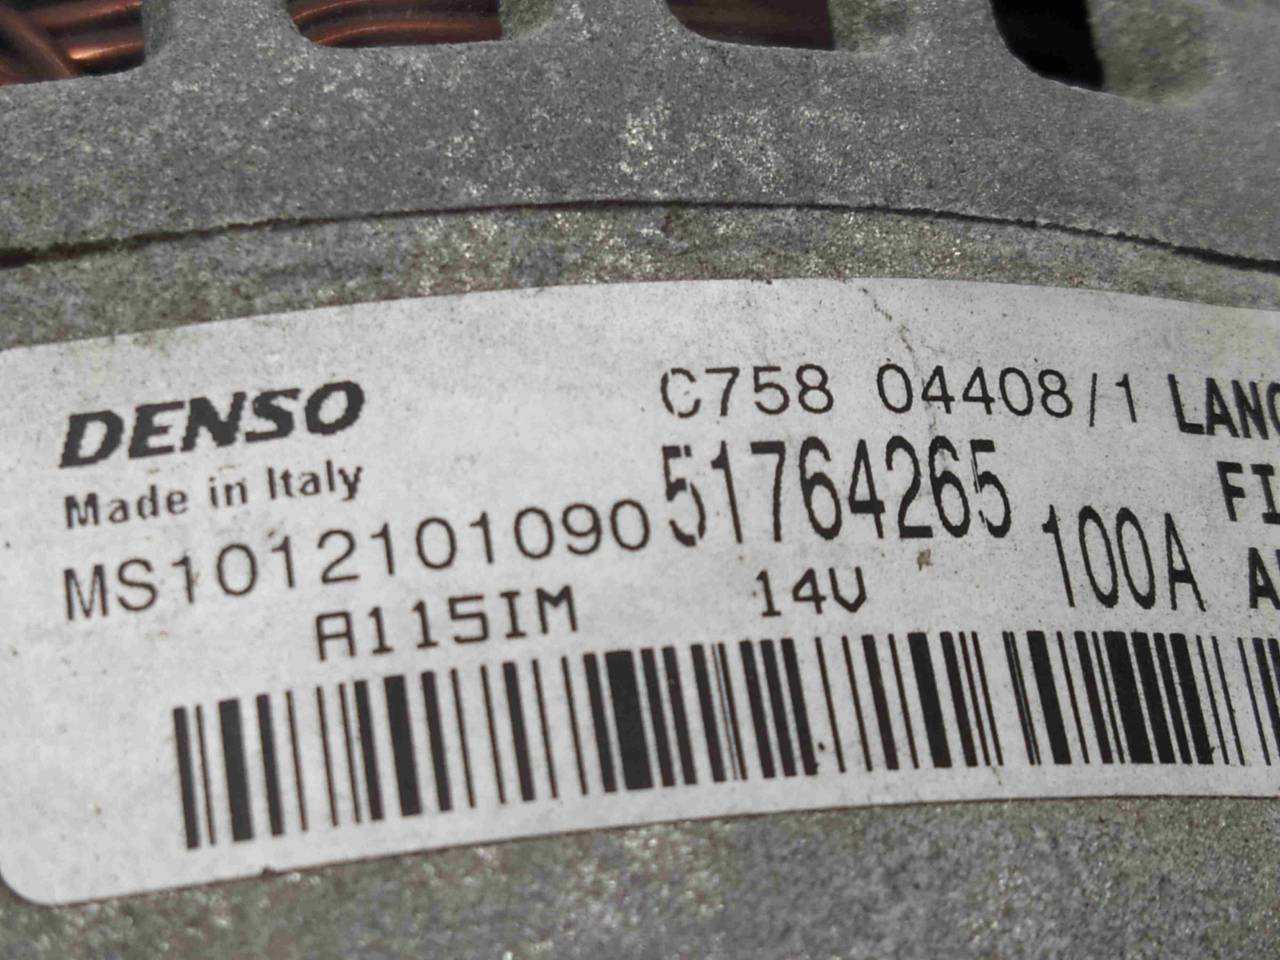 DENSO
Made in Italy
MS1012101090
A115IM
C758 04408/1
51764265
14V
100A